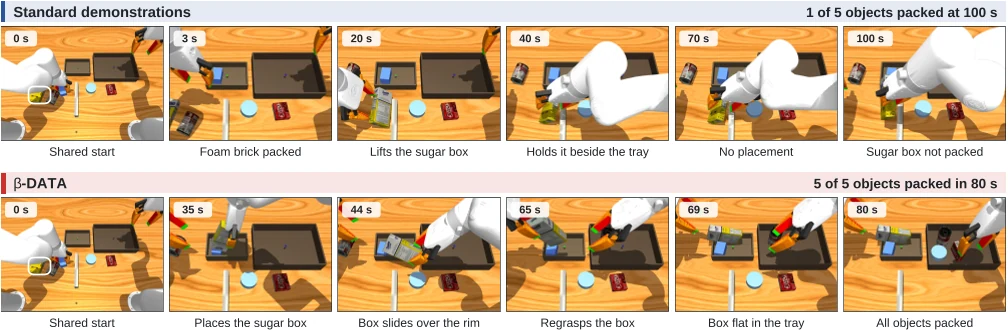 Standard demonstrations
1 of 5 objects packed at 100 s
0 s
3 s
20 s
40 s
70 s
100 s
Shared start
Foam brick packed
Lifts the sugar box
Holds it beside the tray
No placement
Sugar box not packed
β-DATA
5 of 5 objects packed in 80 s
0 s
35 s
44 s
65 s
69 s
80 s
Shared start
Places the sugar box
Box slides over the rim
Regrasps the box
Box flat in the tray
All objects packed